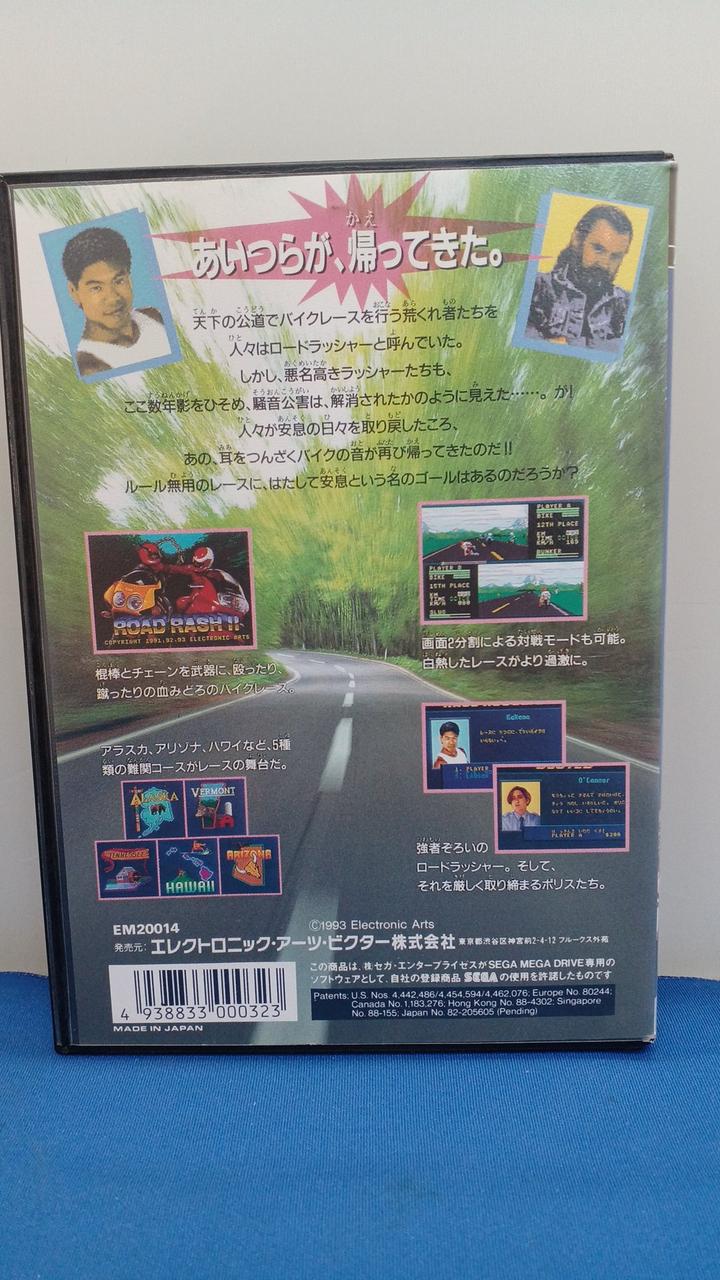 あいつらが、帰ってきた。
天下の公道でバイクレースを行う荒くれ者たちを
人々はロードラッシャーと呼んでいた。
しかし、悪名高きラッシャーたちも、
ここ数年影をひそめ、騒音公害は、解消されたかのように見えた……。が!
人々が安息の日々を取り戻したころ、
あの、耳をつんざくバイクの音が再び帰ってきたのだ!!
ルール無用のレースに、はたして安息という名のゴールはあるのだろうか?
ROAD RASH II
COPYRIGHT 1991,92,93 ELECTRONIC ARTS
棍棒とチェーンを武器に、殴ったり、
蹴ったりの血みどろのバイクレース。
PLAYER A
BIKE
12TH PLACE
KM
TIME
KM/H 165
BUNKER
PLAYER B
BIKE
15TH PLACE
KM
TIME
KM/H
SLUG
画面2分割による対戦モードも可能。
白熱したレースがより過激に。
アラスカ、アリゾナ、ハワイなど、5種
類の難関コースがレースの舞台だ。
ALASKA
VERMONT
TENNESSEE
HAWAII
ARIZONA
O'Connor
PLAYER A
$200
強者ぞろいの
ロードラッシャー。そして、
それを厳しく取り締まるポリスたち。
EM20014
©1993 Electronic Arts
発売元:エレクトロニック・アーツ・ビクター株式会社 東京都渋谷区神宮前2-4-12 フルークス外苑
この商品は、㈱セガ・エンタープライゼスがSEGA MEGA DRIVE専用の
ソフトウェアとして、自社の登録商品 SEGA の使用を許諾したものです
Patents: U.S. Nos. 4,442,486/4,454,594/4,462,076; Europe No. 80244;
Canada No. 1,183,276; Hong Kong No. 88-4302; Singapore
No. 88-155; Japan No. 82-205605 (Pending)
4 938833 000323
MADE IN JAPAN